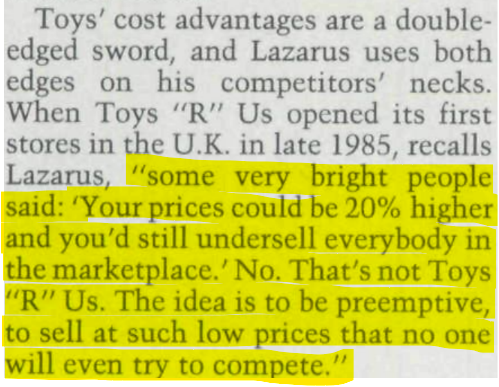 Toys' cost advantages are a double-
edged sword, and Lazarus uses both
edges on his competitors' necks.
When Toys "R" Us opened its first
stores in the U.K. in late 1985, recalls
Lazarus, "some very bright people
said: 'Your prices could be 20% higher
and you'd still undersell everybody in
the marketplace.' No. That's not Toys
"R" Us. The idea is to be preemptive,
to sell at such low prices that no one
will even try to compete."